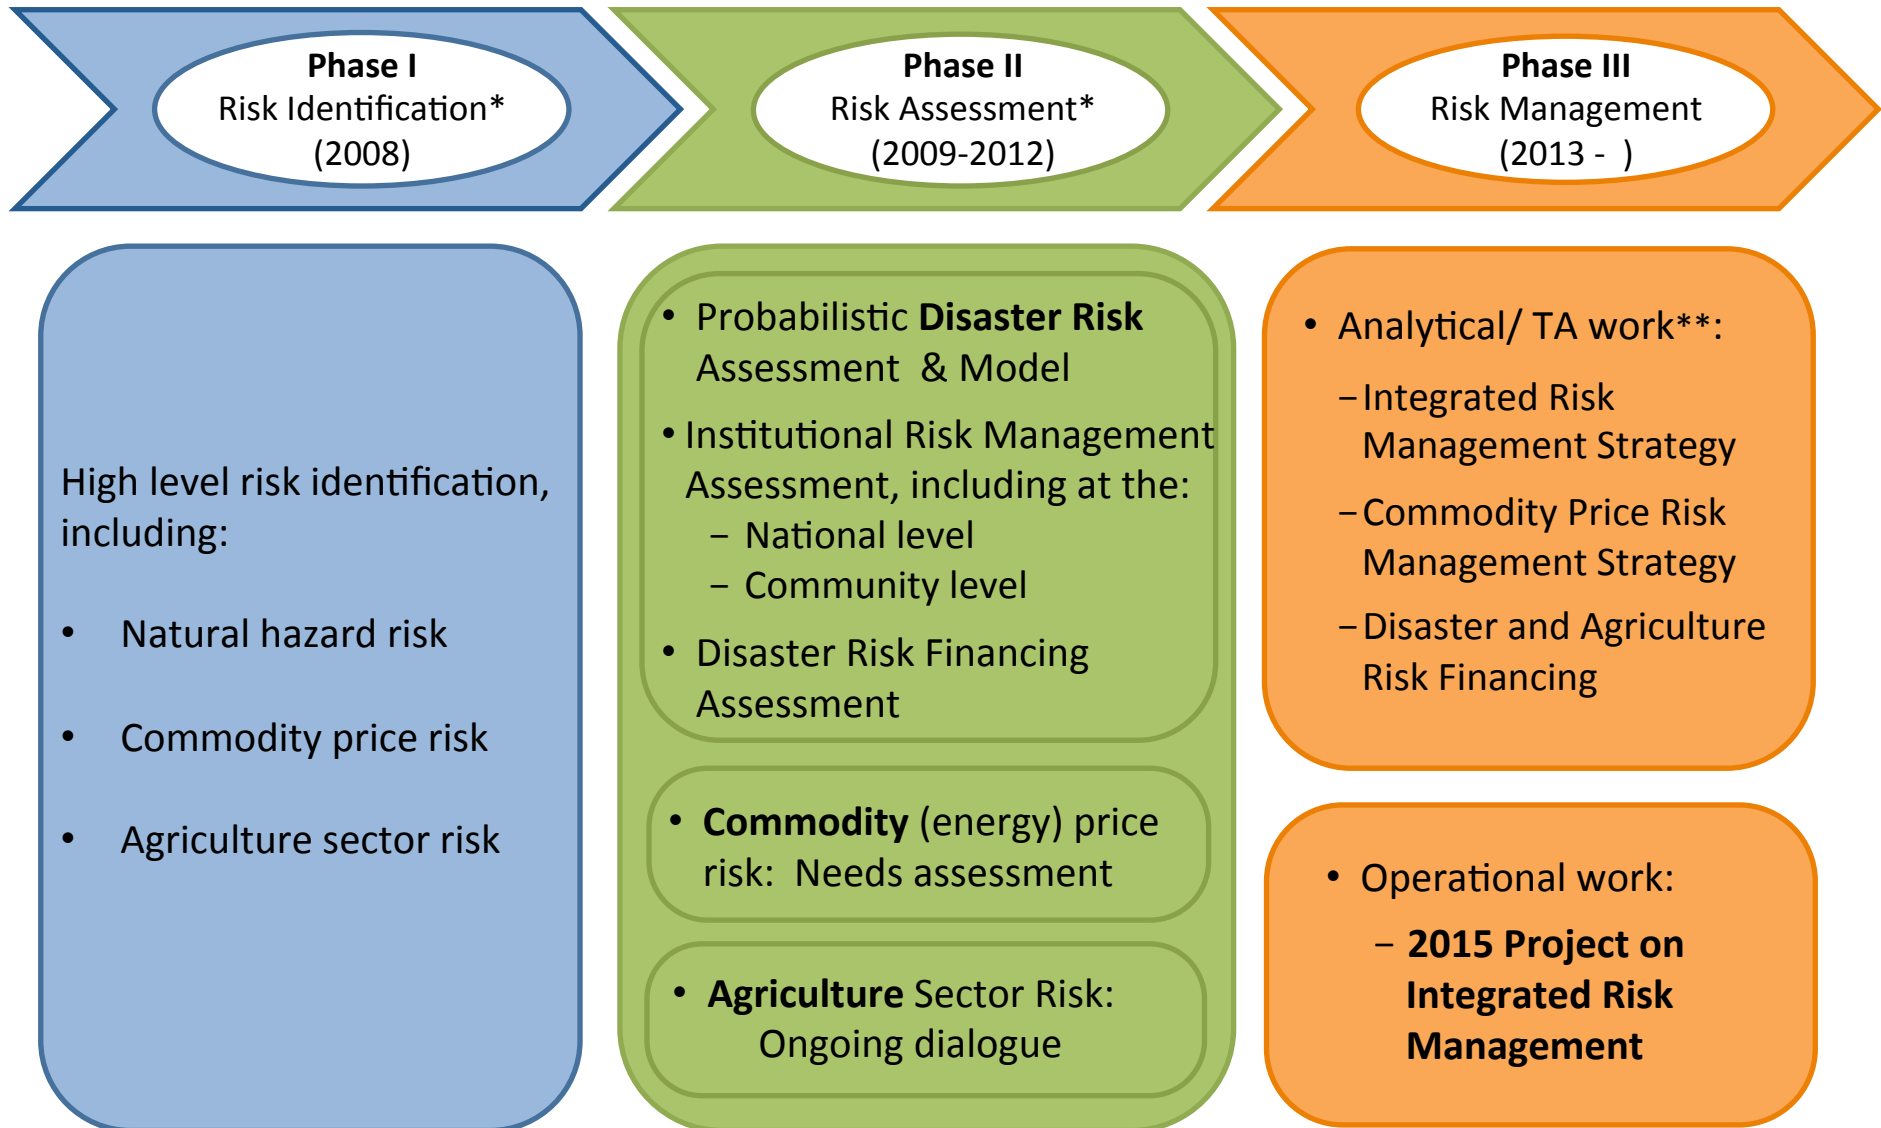 Phase I
Risk Identification*
(2008)
Phase II
Risk Assessment*
(2009-2012)
Phase III
Risk Management
(2013 -  )
High level risk identification,
including:
• Natural hazard risk
• Commodity price risk
• Agriculture sector risk
• Probabilistic Disaster Risk
Assessment  & Model
• Institutional Risk Management
Assessment, including at the:
– National level
– Community level
• Disaster Risk Financing
Assessment
• Commodity (energy) price
risk:  Needs assessment
• Agriculture Sector Risk:
Ongoing dialogue
• Analytical/ TA work**:
–Integrated Risk
Management Strategy
–Commodity Price Risk
Management Strategy
–Disaster and Agriculture
Risk Financing
• Operational work:
– 2015 Project on
Integrated Risk
Management